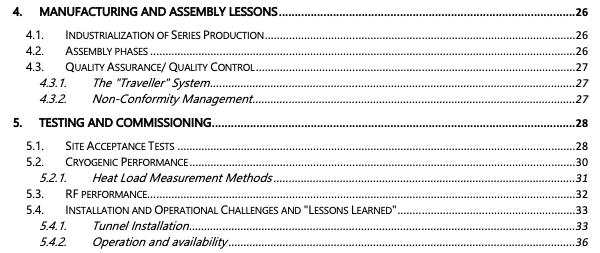 4. MANUFACTURING AND ASSEMBLY LESSONS 26
4.1. INDUSTRIALIZATION OF SERIES PRODUCTION 26
4.2. ASSEMBLY PHASES 26
4.3. QUALITY ASSURANCE/ QUALITY CONTROL 27
4.3.1. The "Traveller" System 27
4.3.2. Non-Conformity Management 27
5. TESTING AND COMMISSIONING 28
5.1. SITE ACCEPTANCE TESTS 28
5.2. CRYOGENIC PERFORMANCE 30
5.2.1. Heat Load Measurement Methods 31
5.3. RF PERFORMANCE 32
5.4. INSTALLATION AND OPERATIONAL CHALLENGES AND "LESSONS LEARNED" 33
5.4.1. Tunnel Installation 33
5.4.2. Operation and availability 36